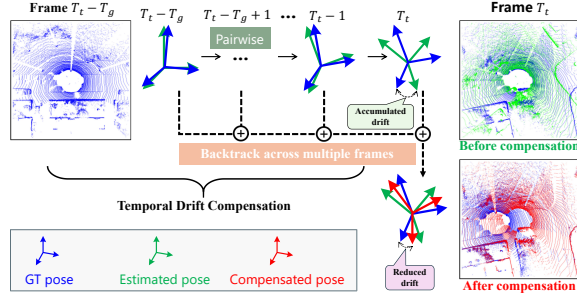 Frame T_t − T_g
T_t − T_g
T_t − T_g + 1
•••
T_t − 1
T_t
Frame T_t
Pairwise
•••
Accumulated
drift
Before compensation
Backtrack across multiple frames
Temporal Drift Compensation
Reduced
drift
GT pose
Estimated pose
Compensated pose
After compensation